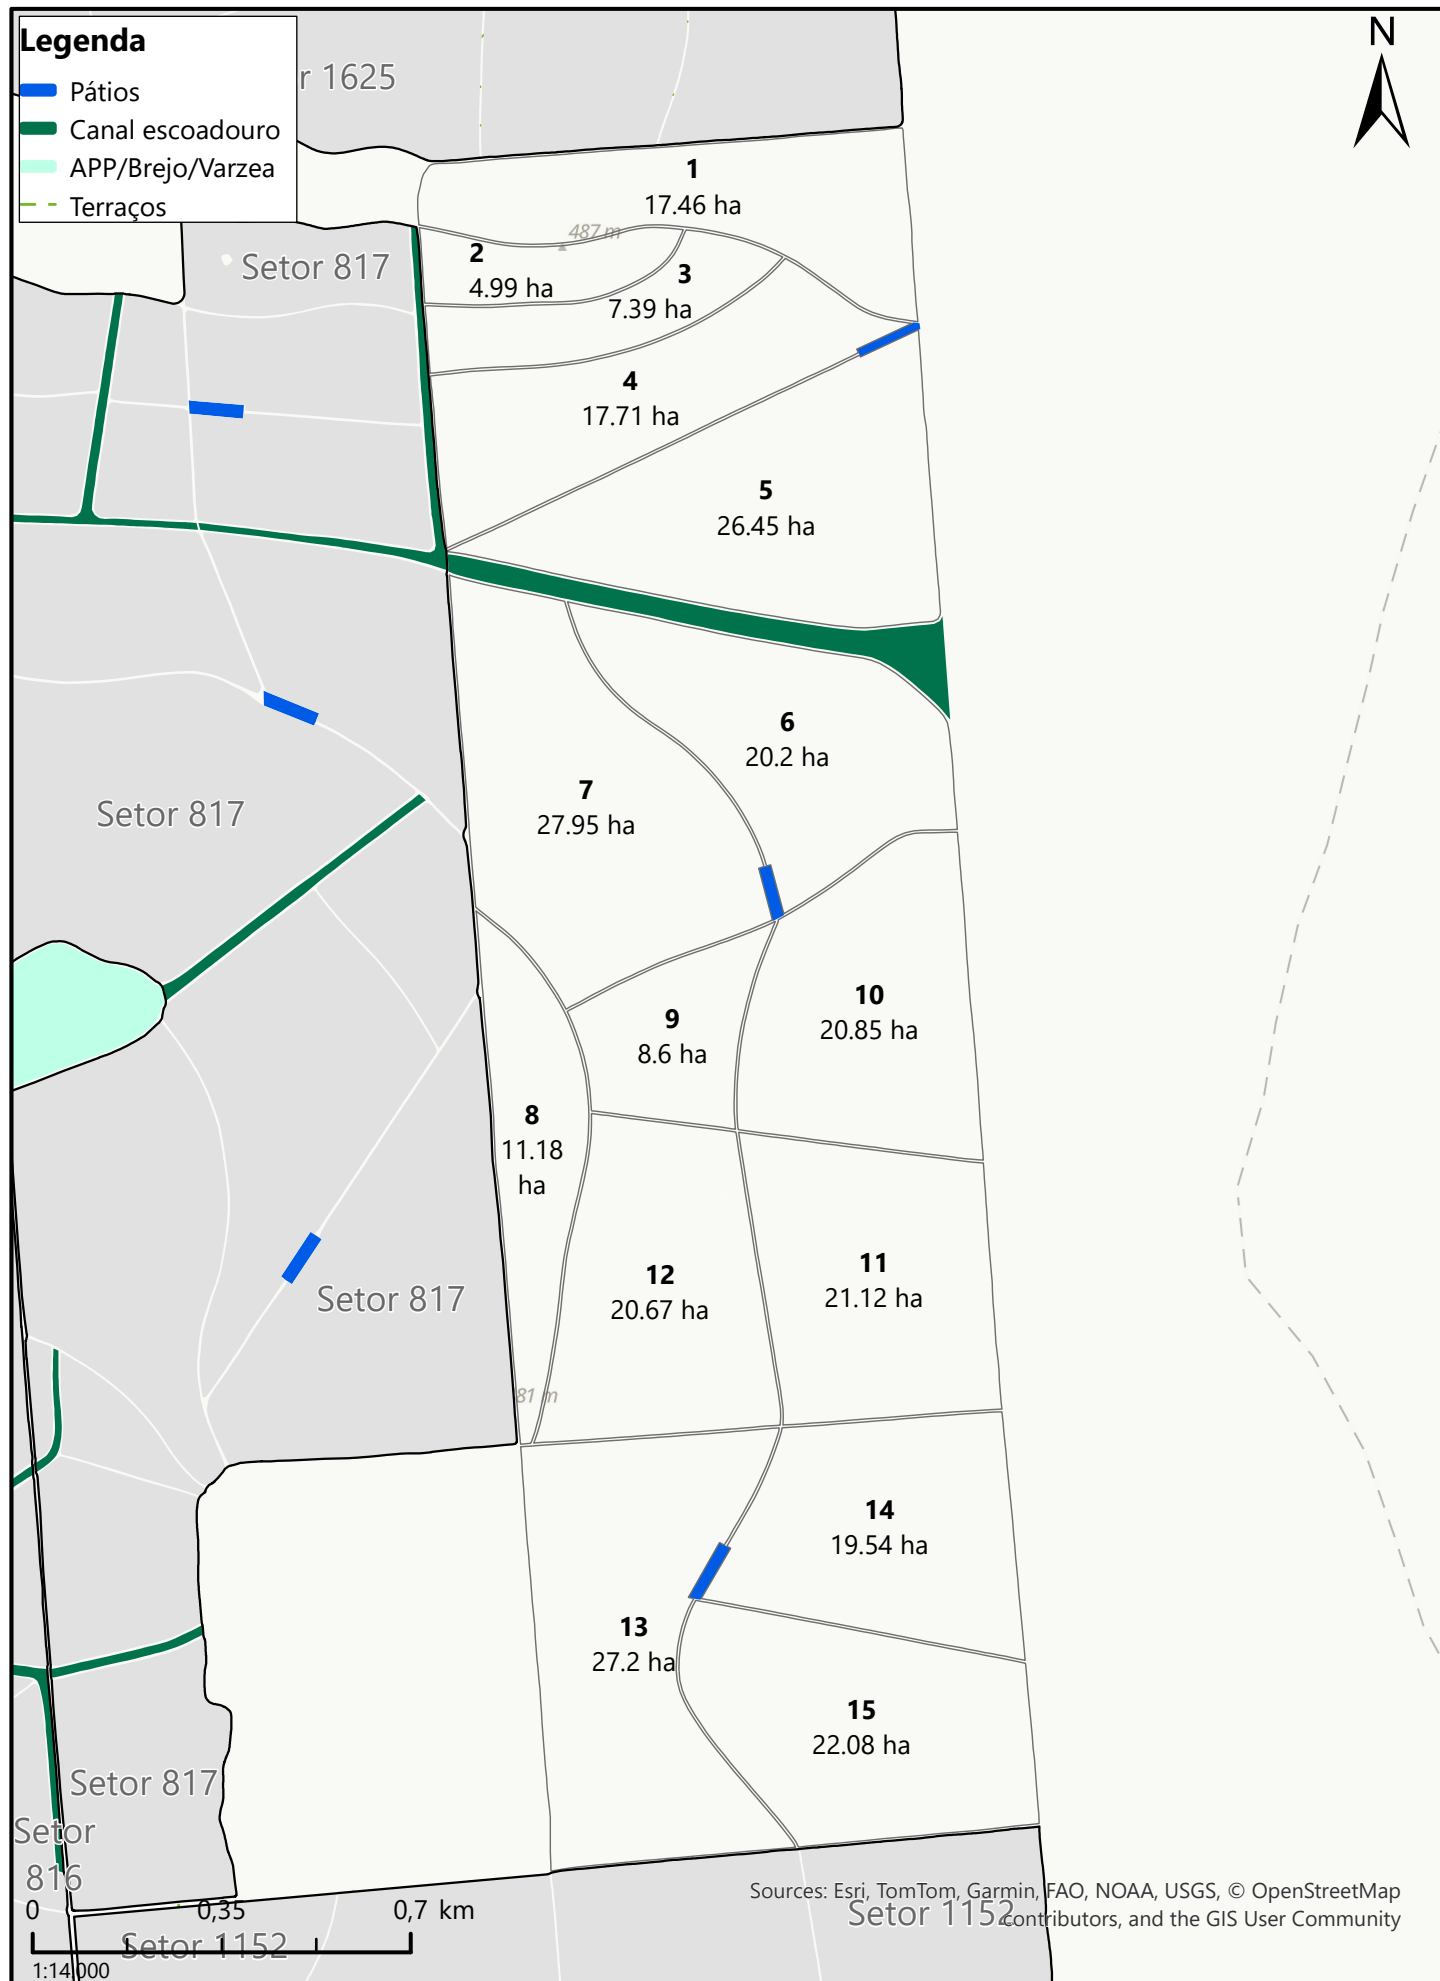 Legenda
Pátios
Canal escoadouro
APP/Brejo/Varzea
Terraços
r 1625
N
1
17.46 ha
487 m
2
4.99 ha
3
7.39 ha
Setor 817
4
17.71 ha
5
26.45 ha
6
20.2 ha
7
27.95 ha
Setor 817
10
20.85 ha
9
8.6 ha
8
11.18
ha
11
21.12 ha
12
20.67 ha
Setor 817
81 m
14
19.54 ha
13
27.2 ha
15
22.08 ha
Setor 817
Setor
816
Sources: Esri, TomTom, Garmin, FAO, NOAA, USGS, © OpenStreetMap
contributors, and the GIS User Community
Setor 1152
0 0,35 0,7 km
Setor 1152
1:14.000